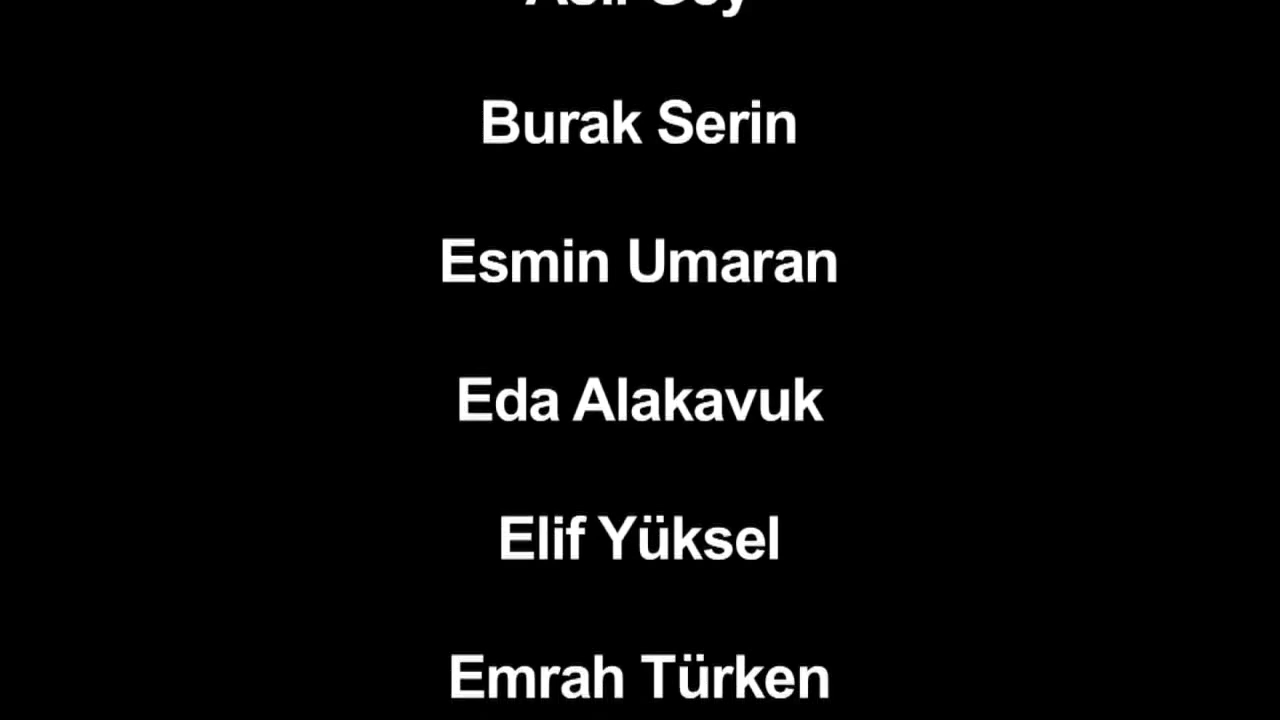 Burak Serin
Esmin Umaran
Eda Alakavuk
Elif Yüksel
Emrah Türken